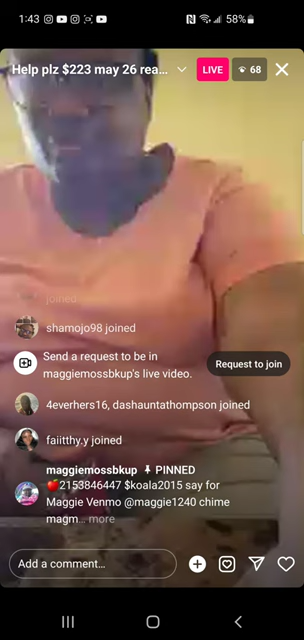 1:43
58%
Help plz $223 may 26 rea...
LIVE
68
joined
shamojo98 joined
Send a request to be in
maggiemossbkup's live video.
Request to join
4everhers16, dashauntathompson joined
faiitthy.y joined
maggiemossbkup PINNED
🍎2153846447 $koala2015 say for
Maggie Venmo @maggie1240 chime
magm... more
Add a comment...